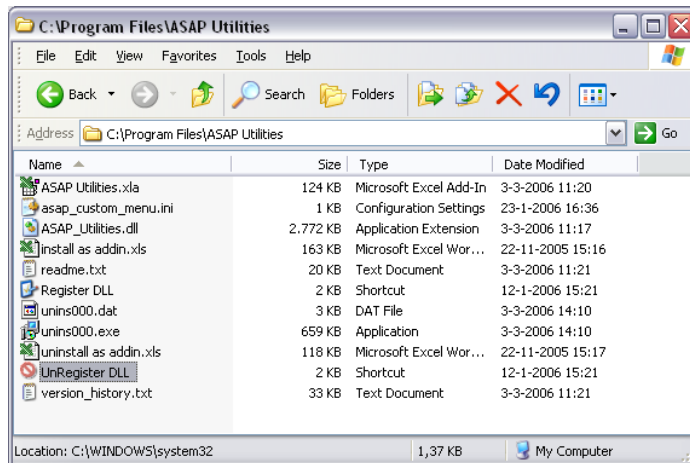 C:\Program Files\ASAP Utilities
File Edit View Favorites Tools Help
Back Search Folders
Address C:\Program Files\ASAP Utilities Go
Name Size Type Date Modified
ASAP Utilities.xla 124 KB Microsoft Excel Add-In 3-3-2006 11:20
asap_custom_menu.ini 1 KB Configuration Settings 23-1-2006 16:36
ASAP_Utilities.dll 2.772 KB Application Extension 3-3-2006 11:17
install as addin.xls 163 KB Microsoft Excel Wor... 22-11-2005 15:16
readme.txt 20 KB Text Document 3-3-2006 11:21
Register DLL 2 KB Shortcut 12-1-2006 15:21
unins000.dat 3 KB DAT File 3-3-2006 14:10
unins000.exe 659 KB Application 3-3-2006 14:10
uninstall as addin.xls 118 KB Microsoft Excel Wor... 22-11-2005 15:17
UnRegister DLL 2 KB Shortcut 12-1-2006 15:21
version_history.txt 33 KB Text Document 3-3-2006 11:21
Location: C:\WINDOWS\system32 1,37 KB My Computer